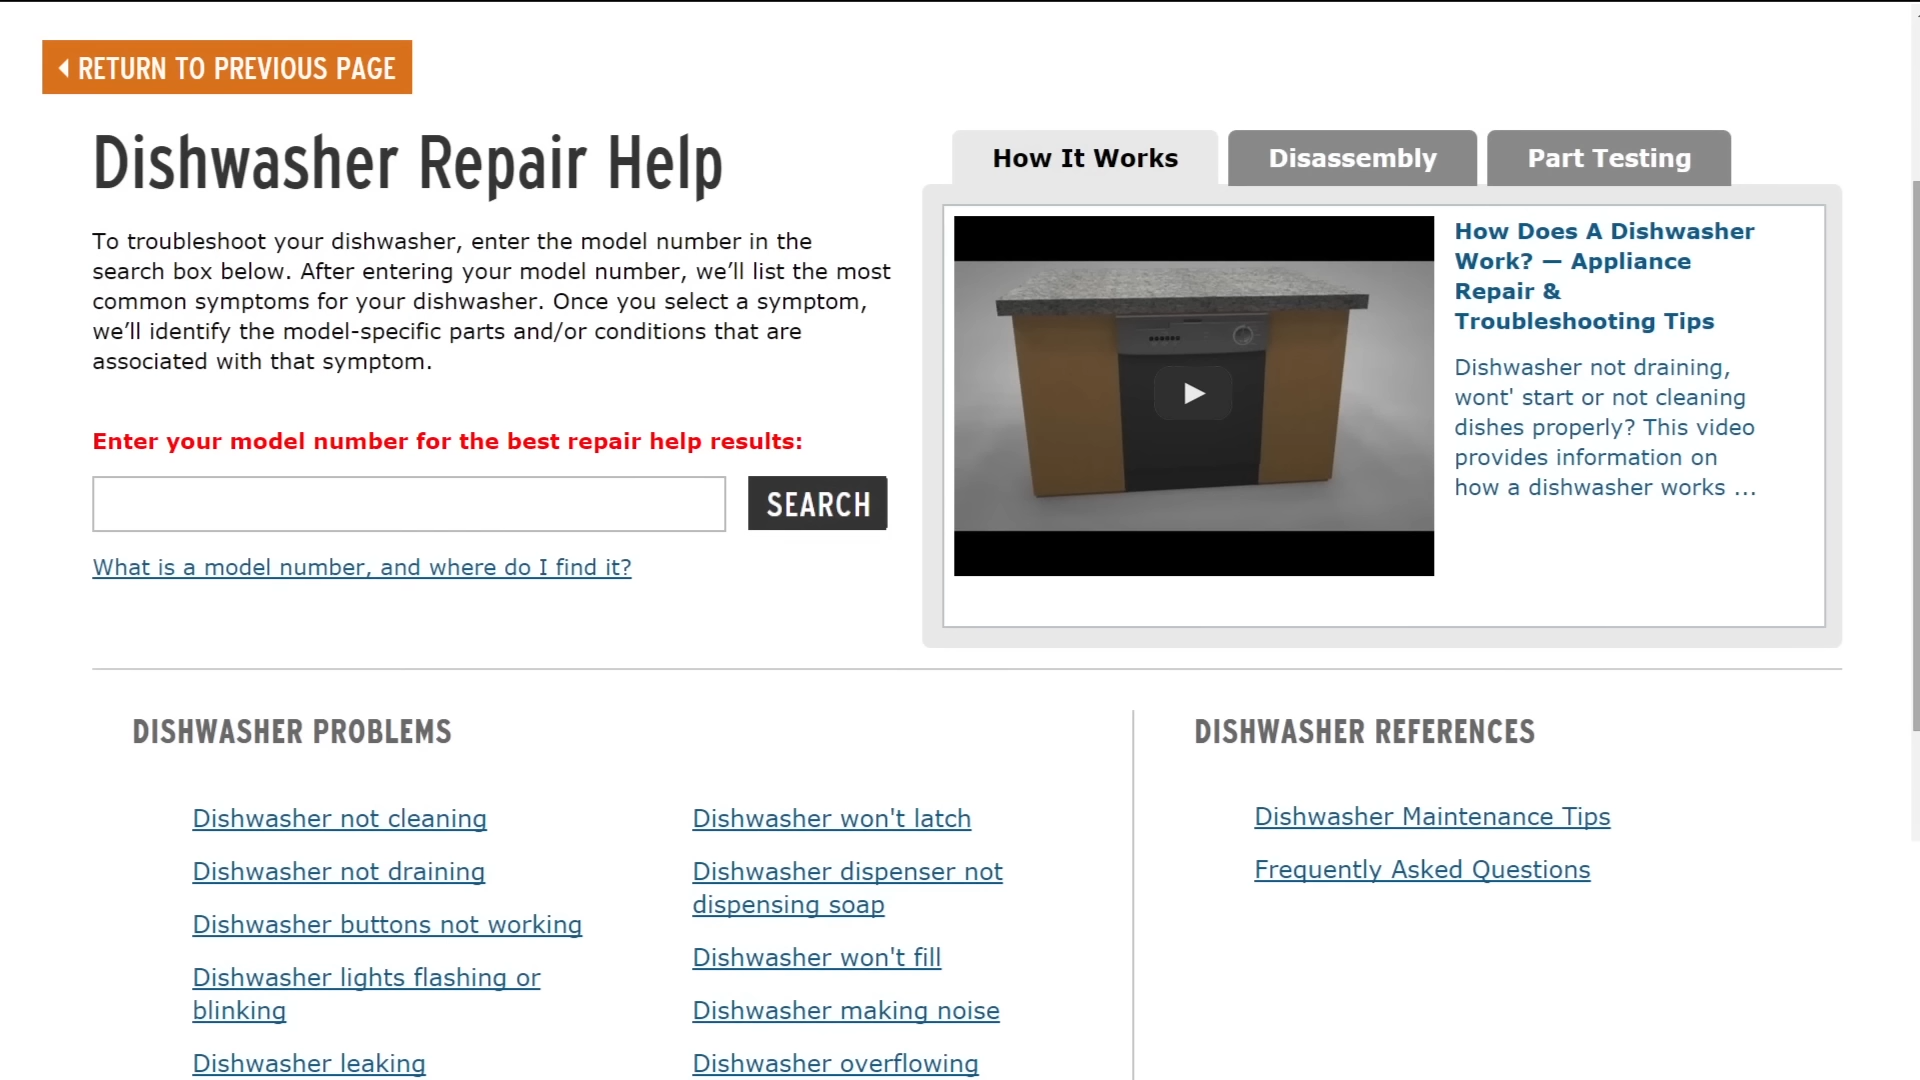 RETURN TO PREVIOUS PAGE
Dishwasher Repair Help
To troubleshoot your dishwasher, enter the model number in the
search box below. After entering your model number, we’ll list the most
common symptoms for your dishwasher. Once you select a symptom,
we’ll identify the model-specific parts and/or conditions that are
associated with that symptom.
Enter your model number for the best repair help results:
SEARCH
What is a model number, and where do I find it?
How It Works
Disassembly
Part Testing
How Does A Dishwasher
Work? — Appliance
Repair &
Troubleshooting Tips
Dishwasher not draining,
wont' start or not cleaning
dishes properly? This video
provides information on
how a dishwasher works ...
DISHWASHER PROBLEMS
Dishwasher not cleaning
Dishwasher not draining
Dishwasher buttons not working
Dishwasher lights flashing or
blinking
Dishwasher leaking
Dishwasher won't latch
Dishwasher dispenser not
dispensing soap
Dishwasher won't fill
Dishwasher making noise
Dishwasher overflowing
DISHWASHER REFERENCES
Dishwasher Maintenance Tips
Frequently Asked Questions